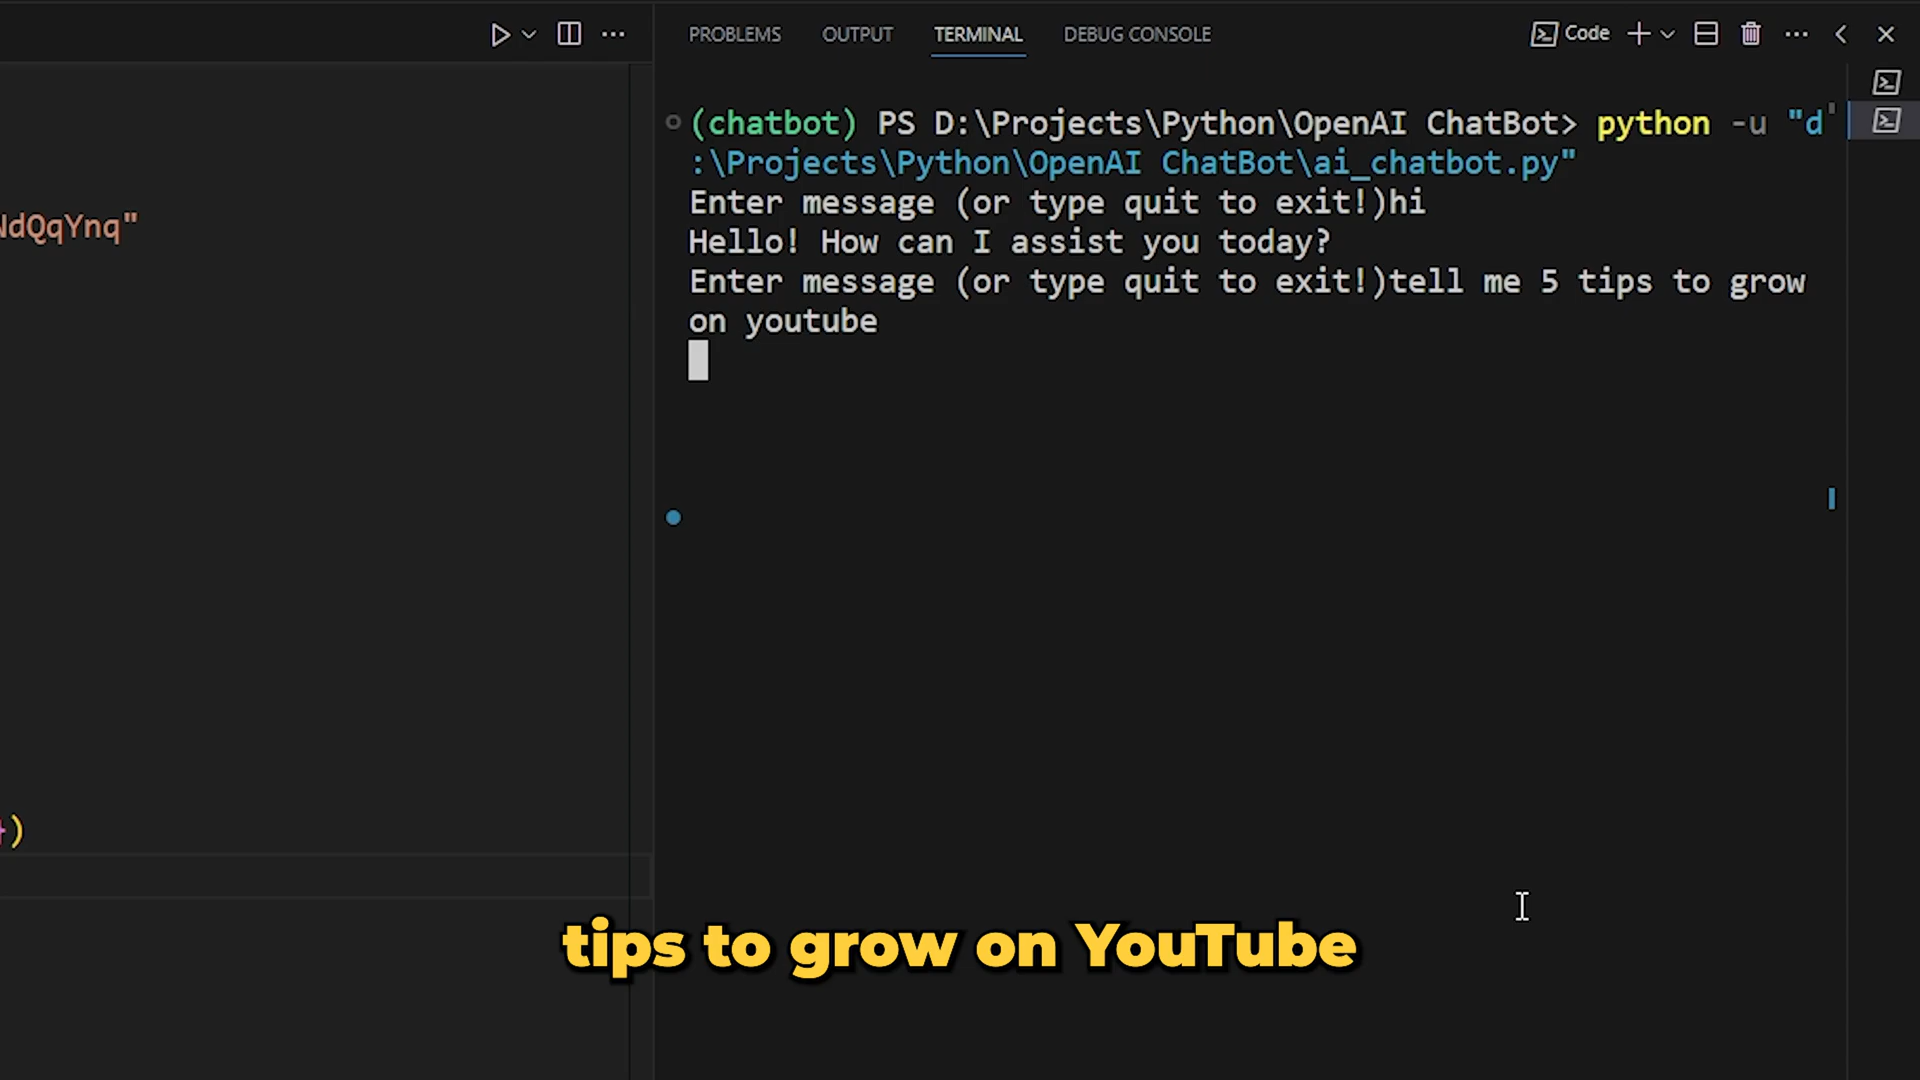 PROBLEMS OUTPUT TERMINAL DEBUG CONSOLE Code
(chatbot) PS D:\Projects\Python\OpenAI ChatBot> python -u "d
:\Projects\Python\OpenAI ChatBot\ai_chatbot.py"
Enter message (or type quit to exit!)hi
Hello! How can I assist you today?
Enter message (or type quit to exit!)tell me 5 tips to grow
on youtube
NdQqYnq"
})
tips to grow on YouTube